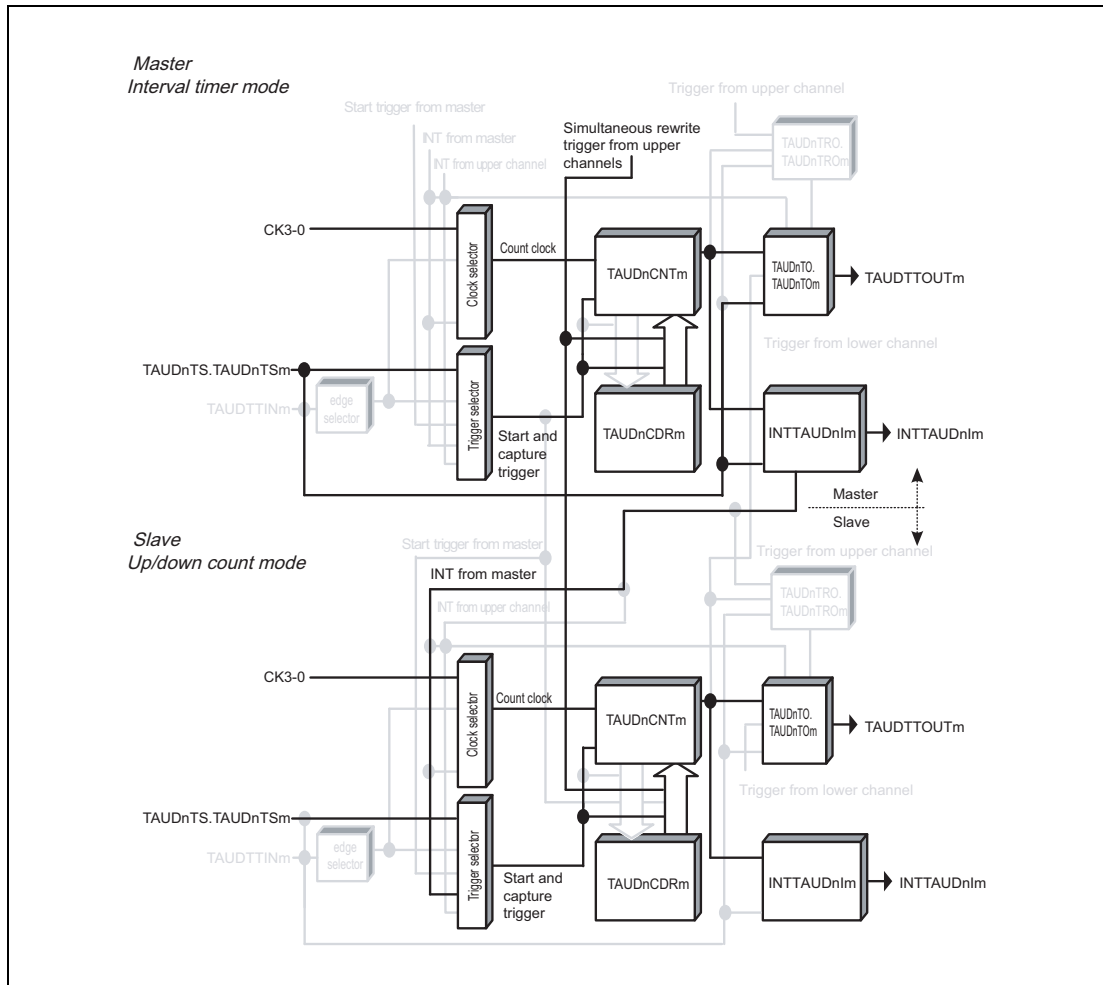 Master
Interval timer mode
Trigger from upper channel
Start trigger from master
Simultaneous rewrite
trigger from upper
channels
INT from master
INT from upper channel
TAUDnTRO.
TAUDnTROm
CK3-0
Clock selector
Count clock
TAUDnCNTm
TAUDnTO.
TAUDnTOm
TAUDTTOUTm
Trigger from lower channel
TAUDnTS.TAUDnTSm
TAUDTTINm
edge
selector
Trigger selector
Start and
capture
trigger
TAUDnCDRm
INTTAUDnIm
INTTAUDnIm
Master
Slave
Slave
Up/down count mode
Start trigger from master
Trigger from upper channel
INT from master
INT from upper channel
TAUDnTRO.
TAUDnTROm
CK3-0
Clock selector
Count clock
TAUDnCNTm
TAUDnTO.
TAUDnTOm
TAUDTTOUTm
Trigger from lower channel
TAUDnTS.TAUDnTSm
TAUDTTINm
edge
selector
Trigger selector
Start and
capture
trigger
TAUDnCDRm
INTTAUDnIm
INTTAUDnIm